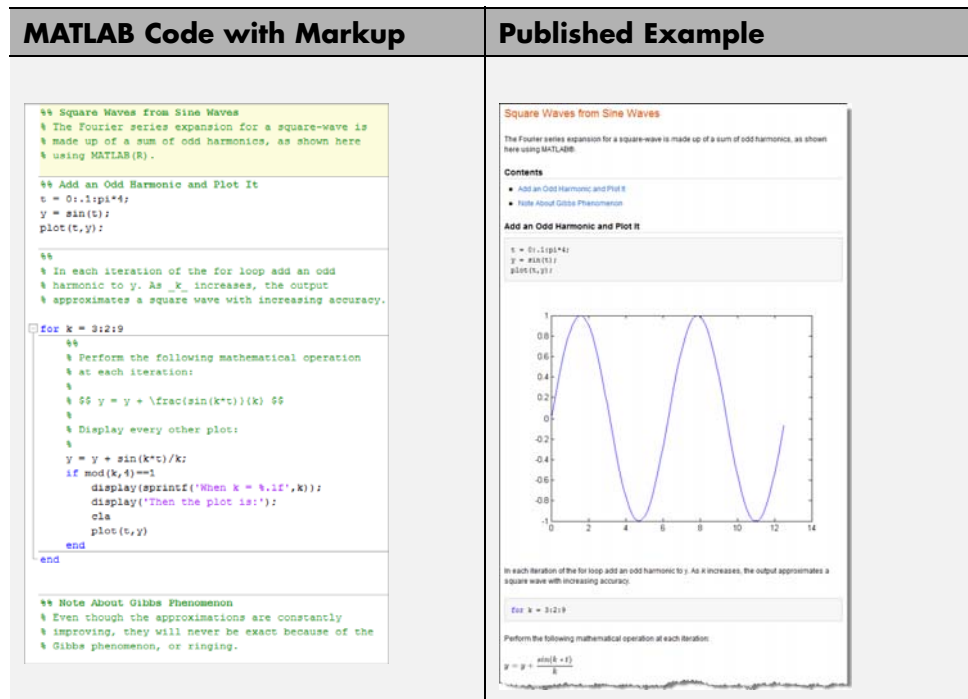 MATLAB Code with Markup
Published Example
%% Square Waves from Sine Waves
% The Fourier series expansion for a square-wave is
% made up of a sum of odd harmonics, as shown here
% using MATLAB(R).
%% Add an Odd Harmonic and Plot It
t = 0:.1:pi*4;
y = sin(t);
plot(t,y);
%%
% In each iteration of the for loop add an odd
% harmonic to y. As _k_ increases, the output
% approximates a square wave with increasing accuracy.
for k = 3:2:9
%%
% Perform the following mathematical operation
% at each iteration:
%
% $$ y = y + \frac{sin(k*t)}{k} $$
%
% Display every other plot:
%
y = y + sin(k*t)/k;
if mod(k,4)==1
display(sprintf('When k = %.1f',k));
display('Then the plot is:');
cla
plot(t,y)
end
end
%% Note About Gibbs Phenomenon
% Even though the approximations are constantly
% improving, they will never be exact because of the
% Gibbs phenomenon, or ringing.
Square Waves from Sine Waves
The Fourier series expansion for a square-wave is made up of a sum of odd harmonics, as shown
here using MATLAB®.
Contents
• Add an Odd Harmonic and Plot It
• Note About Gibbs Phenomenon
Add an Odd Harmonic and Plot It
t = 0:.1:pi*4;
y = sin(t);
plot(t,y);
1
0.8
0.6
0.4
0.2
0
-0.2
-0.4
-0.6
-0.8
-1
0 2 4 6 8 10 12 14
In each iteration of the for loop add an odd harmonic to y. As k increases, the output approximates a
square wave with increasing accuracy.
for k = 3:2:9
Perform the following mathematical operation at each iteration:
y = y + sin(k * t) / k